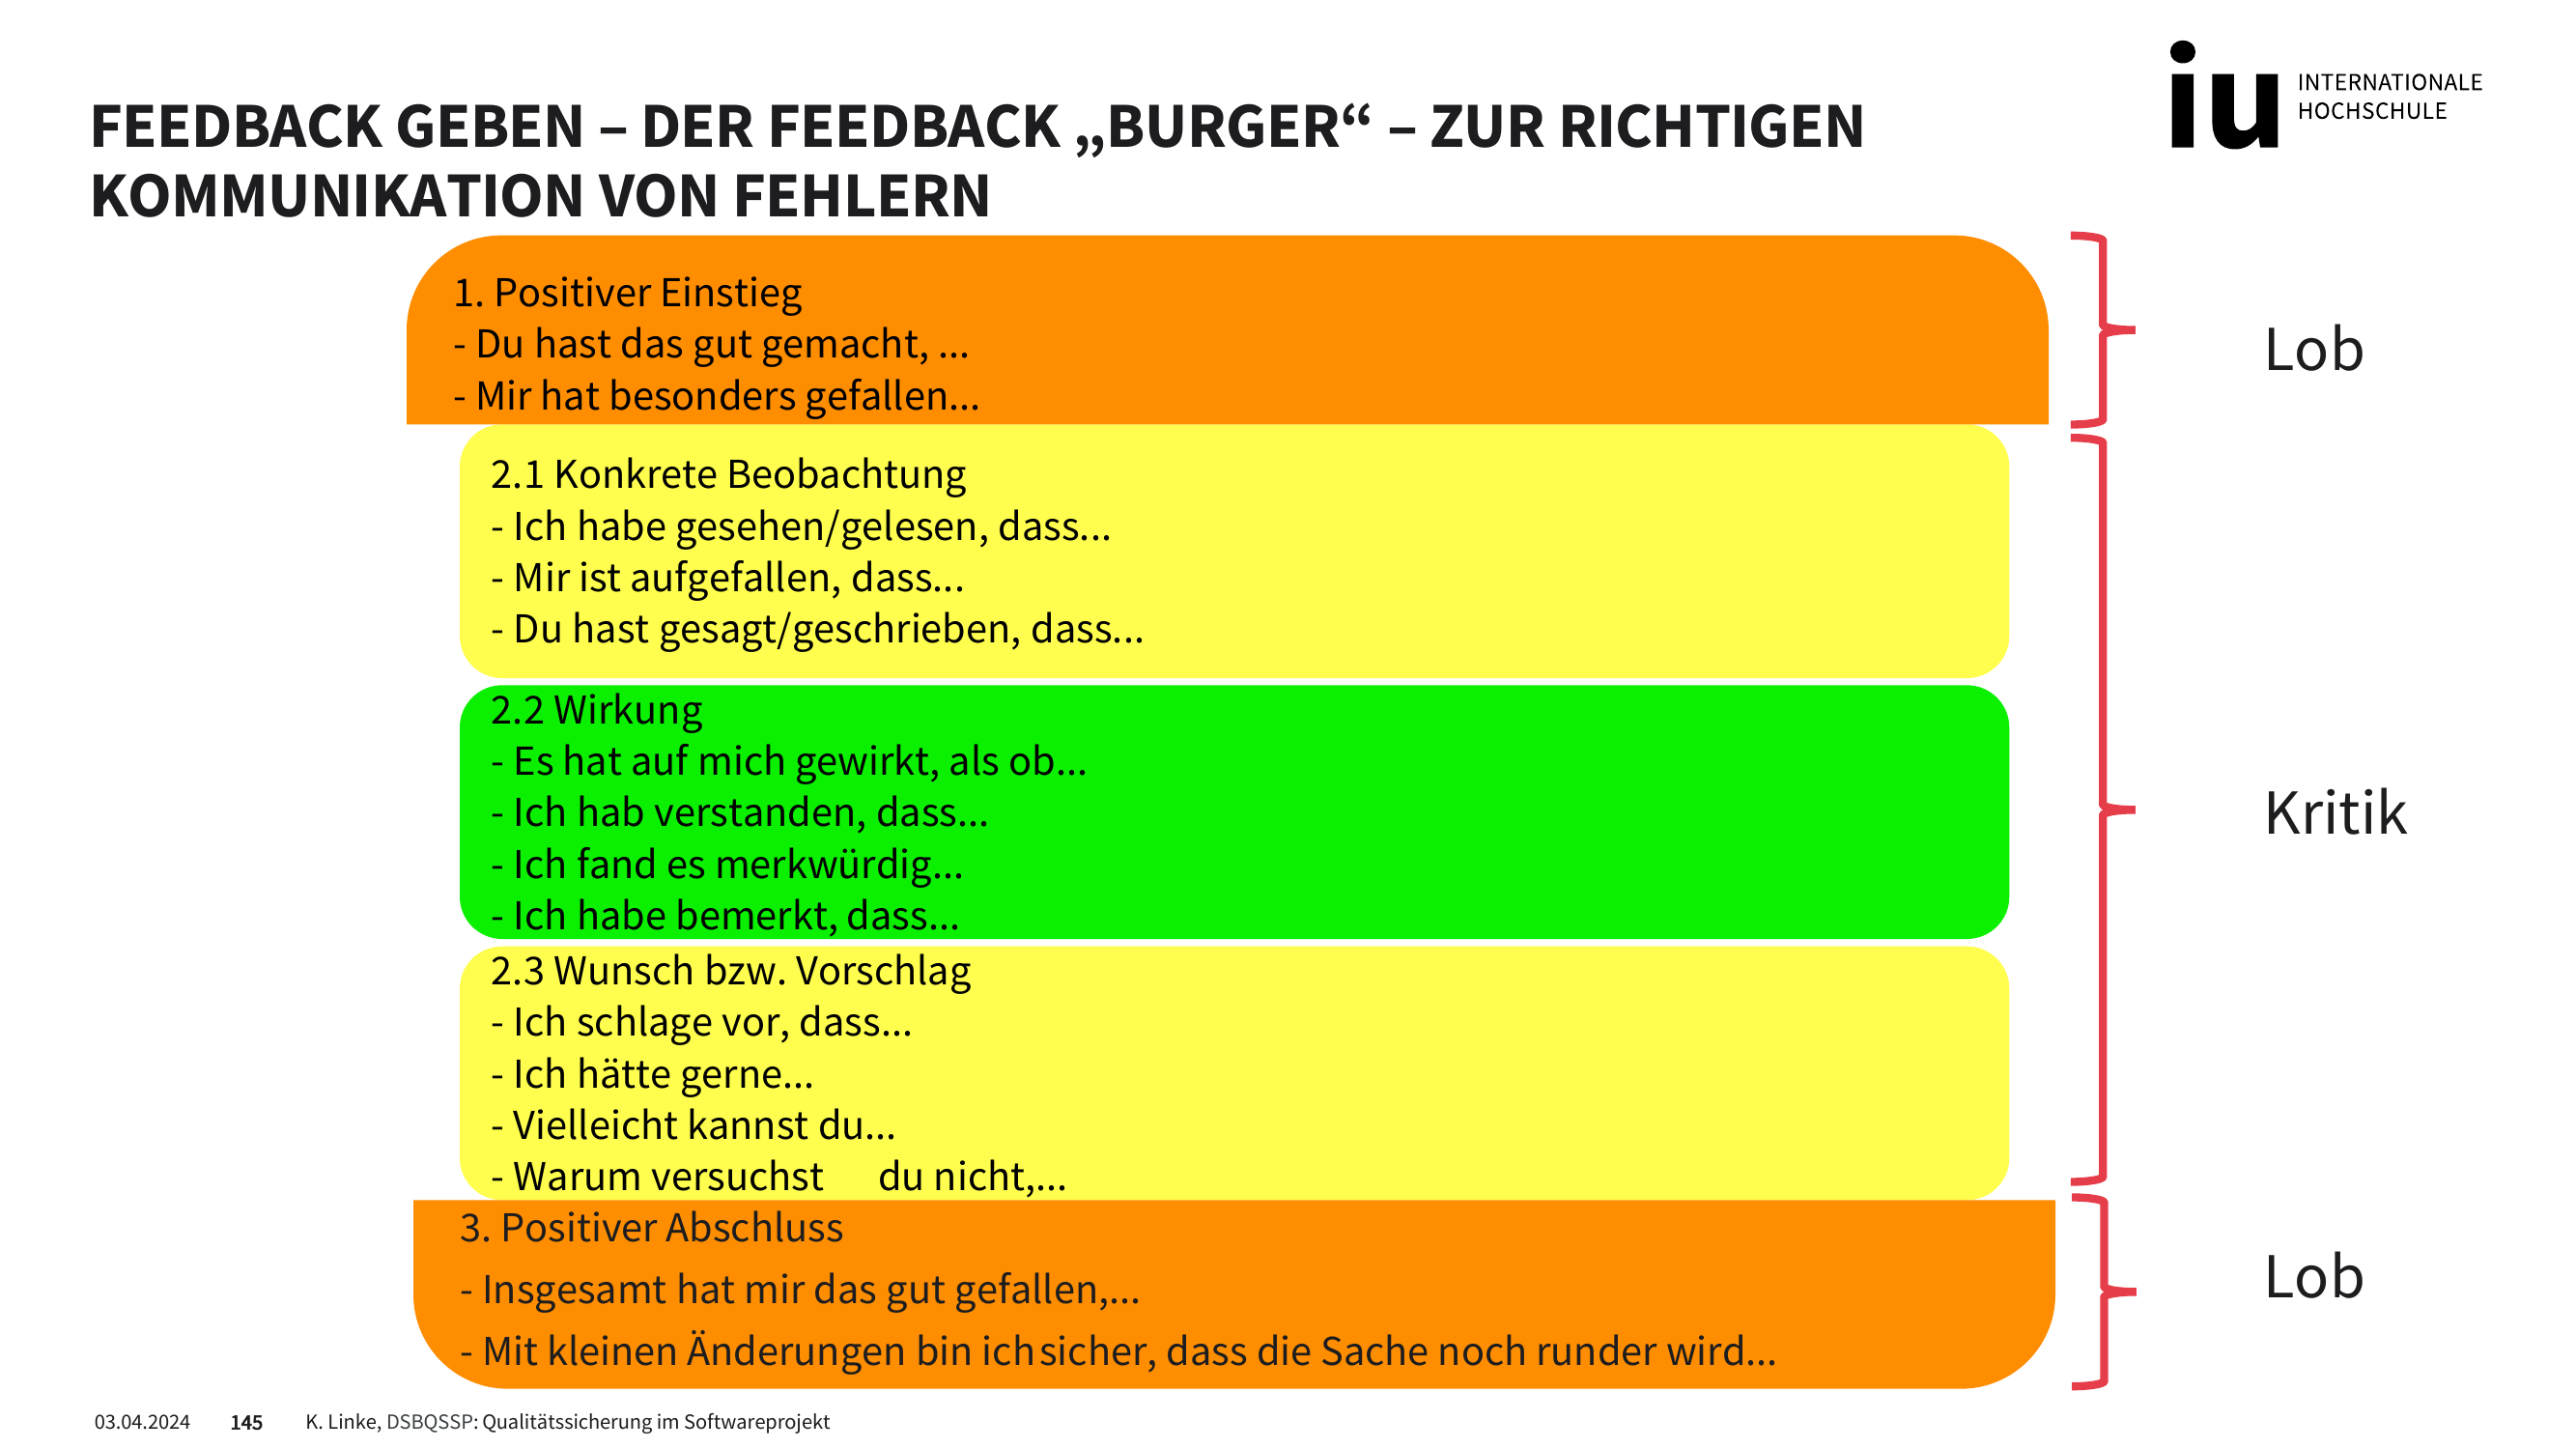 FEEDBACK GEBEN – DER FEEDBACK „BURGER“ – ZUR RICHTIGEN
KOMMUNIKATION VON FEHLERN
iu INTERNATIONALE
HOCHSCHULE
1. Positiver Einstieg
- Du hast das gut gemacht, ...
- Mir hat besonders gefallen...
Lob
2.1 Konkrete Beobachtung
- Ich habe gesehen/gelesen, dass...
- Mir ist aufgefallen, dass...
- Du hast gesagt/geschrieben, dass...
2.2 Wirkung
- Es hat auf mich gewirkt, als ob...
- Ich hab verstanden, dass...
- Ich fand es merkwürdig...
- Ich habe bemerkt, dass...
Kritik
2.3 Wunsch bzw. Vorschlag
- Ich schlage vor, dass...
- Ich hätte gerne...
- Vielleicht kannst du...
- Warum versuchst du nicht,...
3. Positiver Abschluss
- Insgesamt hat mir das gut gefallen,...
- Mit kleinen Änderungen bin ich sicher, dass die Sache noch runder wird...
Lob
03.04.2024 145 K. Linke, DSBQSSP: Qualitätssicherung im Softwareprojekt